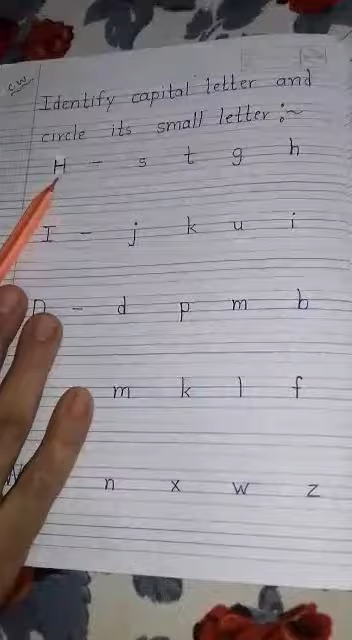 C.W.
Identify capital letter and
circle its small letter :~
H - s t g h
I - j k u i
D - d p m b
m k l f
n x w z